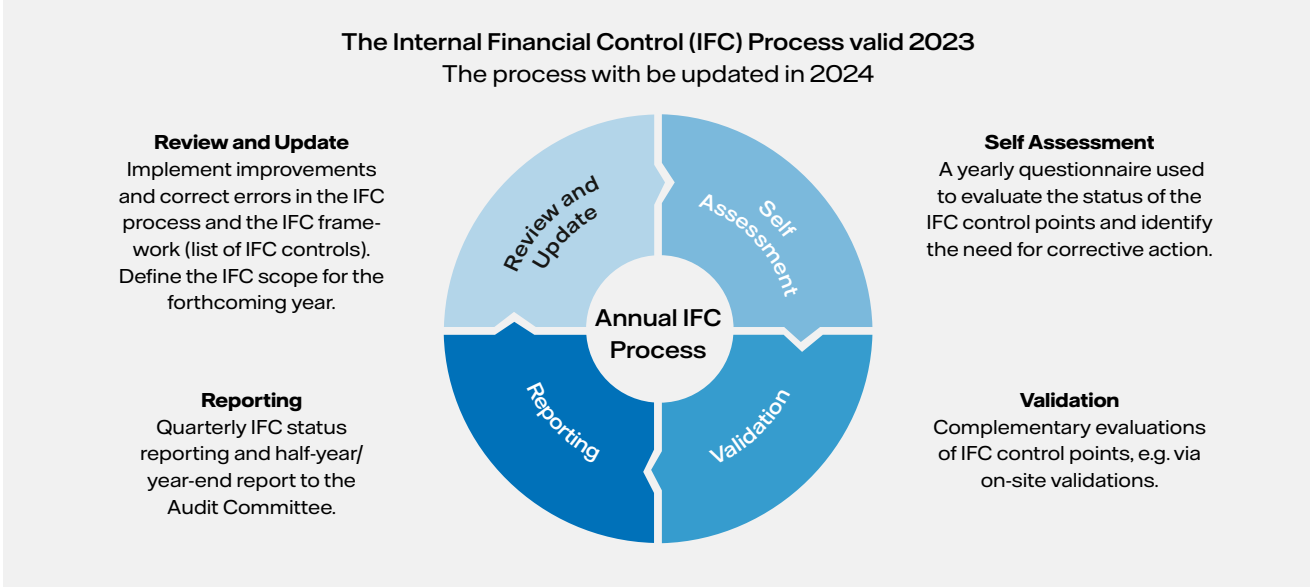 The Internal Financial Control (IFC) Process valid 2023
The process with be updated in 2024
Review and Update
Implement improvements
and correct errors in the IFC
process and the IFC frame-
work (list of IFC controls).
Define the IFC scope for the
forthcoming year.
Self Assessment
A yearly questionnaire used
to evaluate the status of the
IFC control points and identify
the need for corrective action.
Review and
Update
Self
Assessment
Annual IFC
Process
Reporting
Validation
Reporting
Quarterly IFC status
reporting and half-year/
year-end report to the
Audit Committee.
Validation
Complementary evaluations
of IFC control points, e.g. via
on-site validations.